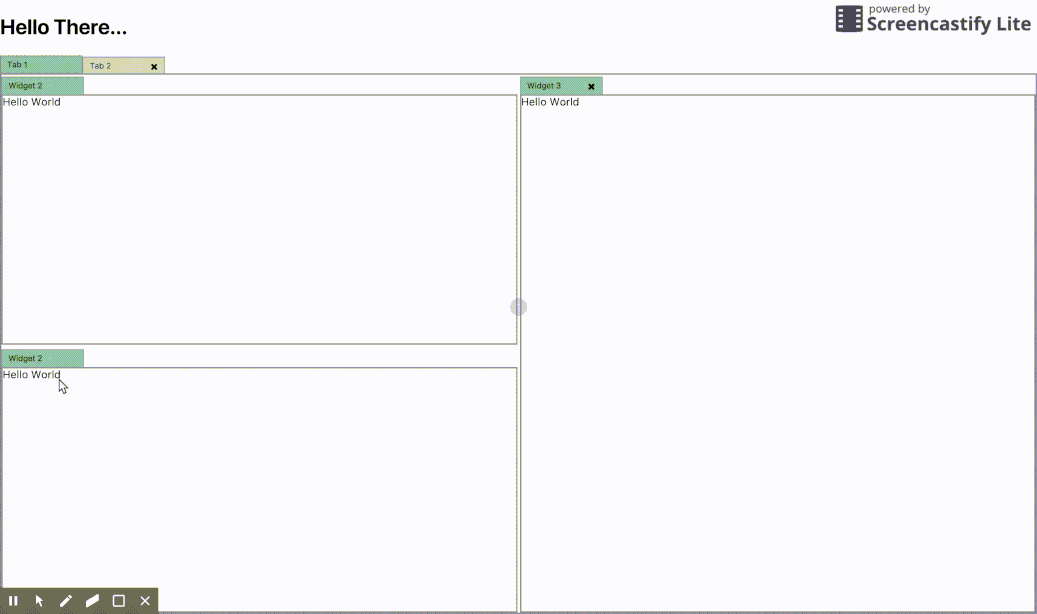 powered by
Screencastify Lite
Hello There...
Tab 1
Tab 2
Widget 2
Hello World
Widget 3
Hello World
Widget 2
Hello World